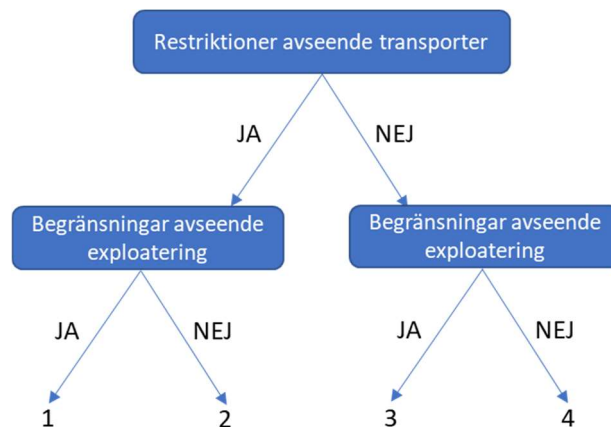 Restriktioner avseende transporter
JA
NEJ
Begränsningar avseende
exploatering
Begränsningar avseende
exploatering
JA
NEJ
JA
NEJ
1
2
3
4